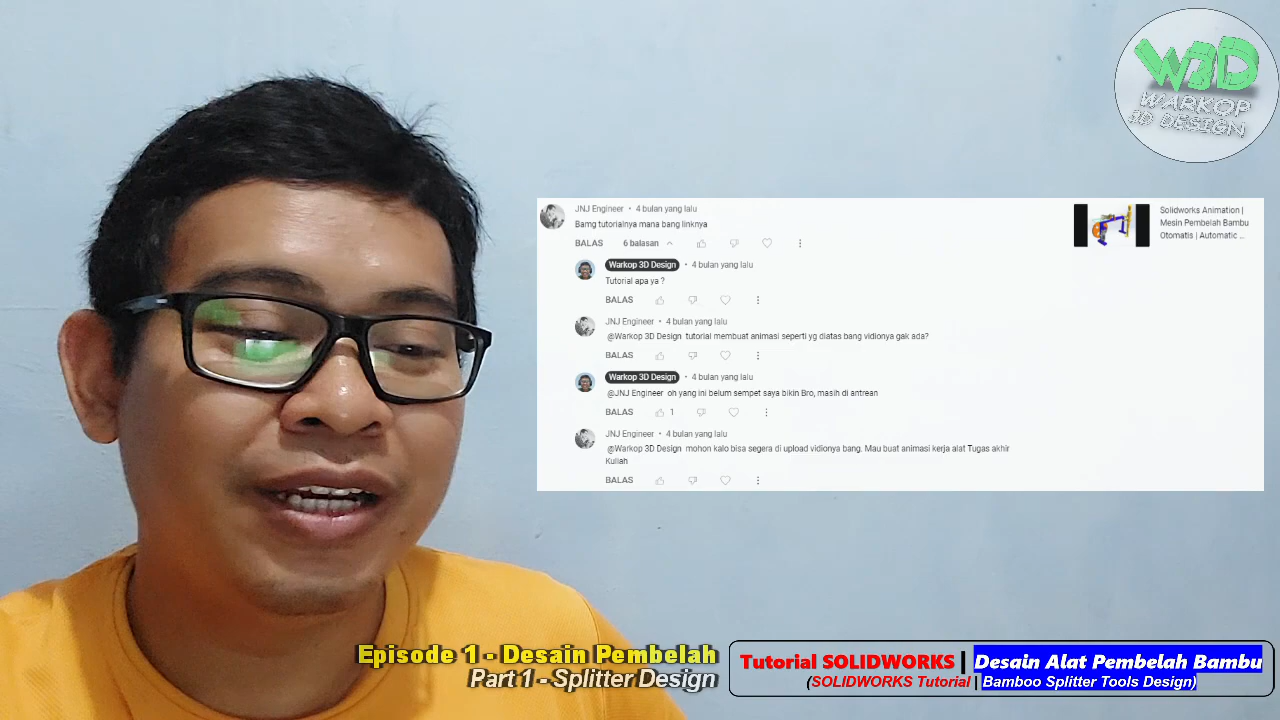 W3D
WARKOP
3D DESIGN
JNJ Engineer • 4 bulan yang lalu
Bamg tutorialnya mana bang linknya
BALAS 6 balasan
Solidworks Animation |
Mesin Pembelah Bambu
Otomatis | Automatic ...
Warkop 3D Design • 4 bulan yang lalu
Tutorial apa ya ?
BALAS
JNJ Engineer • 4 bulan yang lalu
@Warkop 3D Design tutorial membuat animasi seperti yg diatas bang vidionya gak ada?
BALAS
Warkop 3D Design • 4 bulan yang lalu
@JNJ Engineer oh yang ini belum sempet saya bikin Bro, masih di antrean
BALAS 1
JNJ Engineer • 4 bulan yang lalu
@Warkop 3D Design mohon kalo bisa segera di upload vidionya bang. Mau buat animasi kerja alat Tugas akhir
Kuliah
BALAS
Episode 1 - Desain Pembelah
Part 1 - Splitter Design
Tutorial SOLIDWORKS | Desain Alat Pembelah Bambu
(SOLIDWORKS Tutorial | Bamboo Splitter Tools Design)